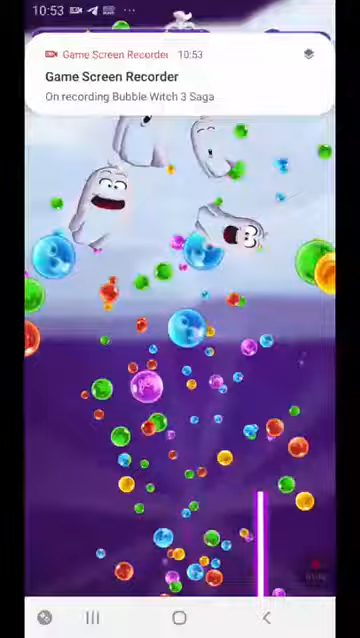 10:53
Game Screen Recorder 10:53
Game Screen Recorder
On recording Bubble Witch 3 Saga